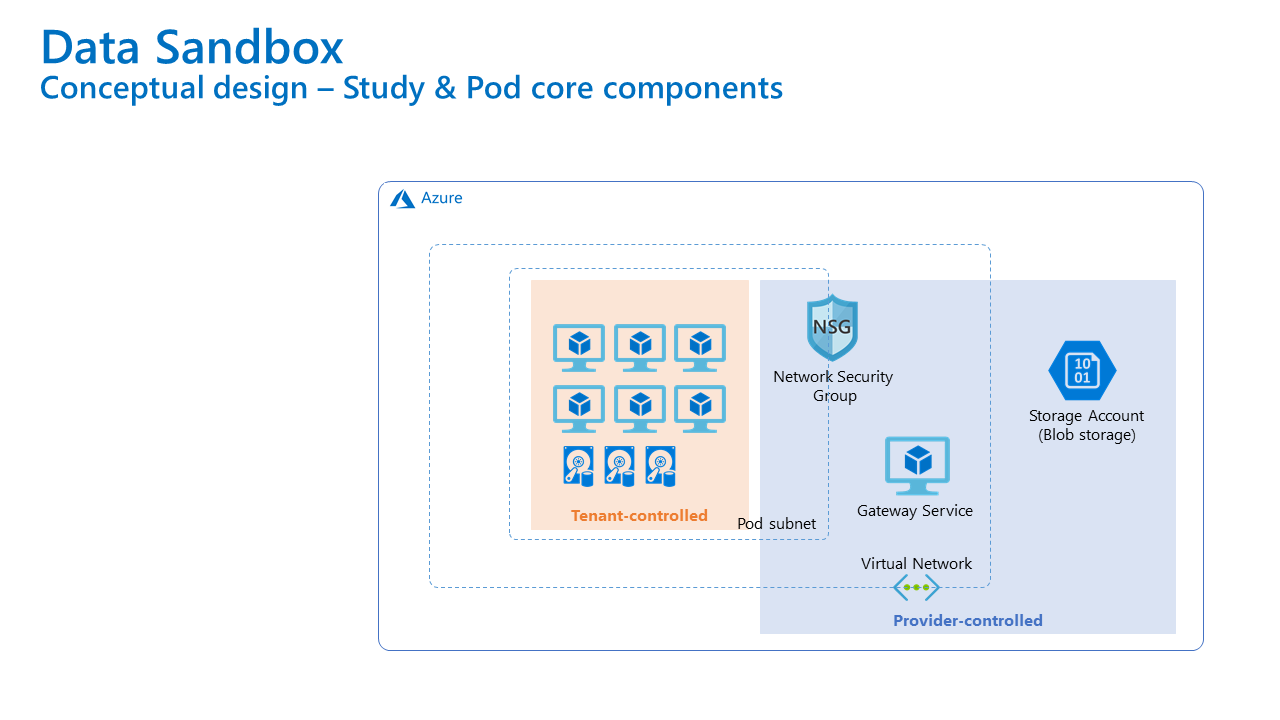 Data Sandbox
Conceptual design – Study & Pod core components
Azure
NSG
Network Security
Group
10
01
Storage Account
(Blob storage)
Gateway Service
Tenant-controlled
Pod subnet
Virtual Network
Provider-controlled